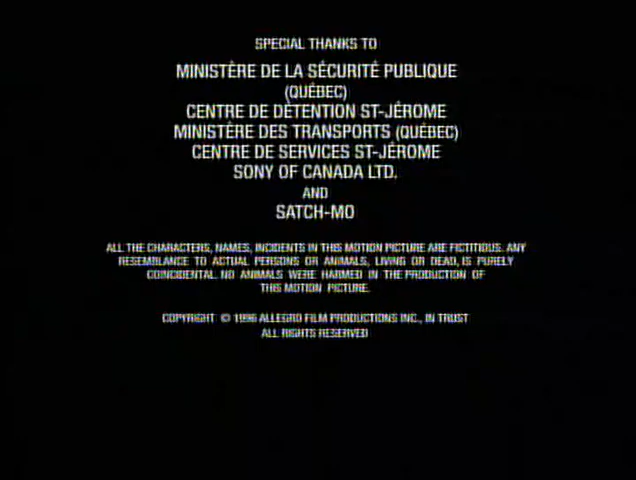 SPECIAL THANKS TO
MINISTÈRE DE LA SÉCURITÉ PUBLIQUE
(QUÉBEC)
CENTRE DE DÉTENTION ST-JÉROME
MINISTÈRE DES TRANSPORTS (QUÉBEC)
CENTRE DE SERVICES ST-JÉROME
SONY OF CANADA LTD.
AND
SATCH-MO
ALL THE CHARACTERS, NAMES, INCIDENTS IN THIS MOTION PICTURE ARE FICTITIOUS. ANY
RESEMBLANCE TO ACTUAL PERSONS OR ANIMALS, LIVING OR DEAD, IS PURELY
COINCIDENTAL. NO ANIMALS WERE HARMED IN THE PRODUCTION OF
THIS MOTION PICTURE.
COPYRIGHT © 1996 ALLEGRO FILM PRODUCTIONS INC., IN TRUST
ALL RIGHTS RESERVED